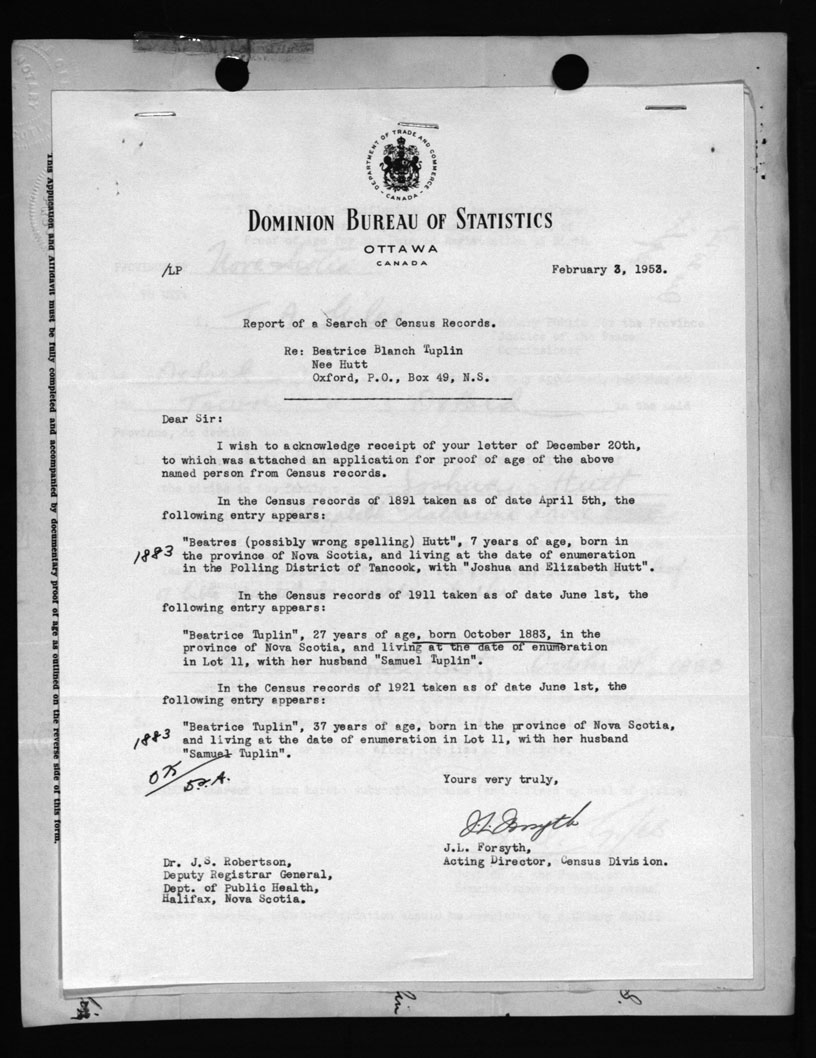 DEPARTMENT OF TRADE AND COMMERCE
CANADA
DOMINION BUREAU OF STATISTICS
OTTAWA
CANADA
/LP
February 3, 1953.
Report of a Search of Census Records.
Re: Beatrice Blanch Tuplin
Nee Hutt
Oxford, P.O., Box 49, N.S.
Dear Sir:
I wish to acknowledge receipt of your letter of December 20th,
to which was attached an application for proof of age of the above
named person from Census records.
In the Census records of 1891 taken as of date April 5th, the
following entry appears:
"Beatres (possibly wrong spelling) Hutt", 7 years of age, born in
1883 the province of Nova Scotia, and living at the date of enumeration
in the Polling District of Tancook, with "Joshua and Elizabeth Hutt".
In the Census records of 1911 taken as of date June 1st, the
following entry appears:
"Beatrice Tuplin", 27 years of age, born October 1883, in the
province of Nova Scotia, and living at the date of enumeration
in Lot 11, with her husband "Samuel Tuplin".
In the Census records of 1921 taken as of date June 1st, the
following entry appears:
"Beatrice Tuplin", 37 years of age, born in the province of Nova Scotia,
1883 and living at the date of enumeration in Lot 11, with her husband
"Samuel Tuplin".
OK
Yours very truly,
J.L. Forsyth
J.L. Forsyth,
Acting Director, Census Division.
Dr. J.S. Robertson,
Deputy Registrar General,
Dept. of Public Health,
Halifax, Nova Scotia.
This Application and Affidavit must be fully completed and accompanied by documentary proof of age as outlined on the reverse side of this form.